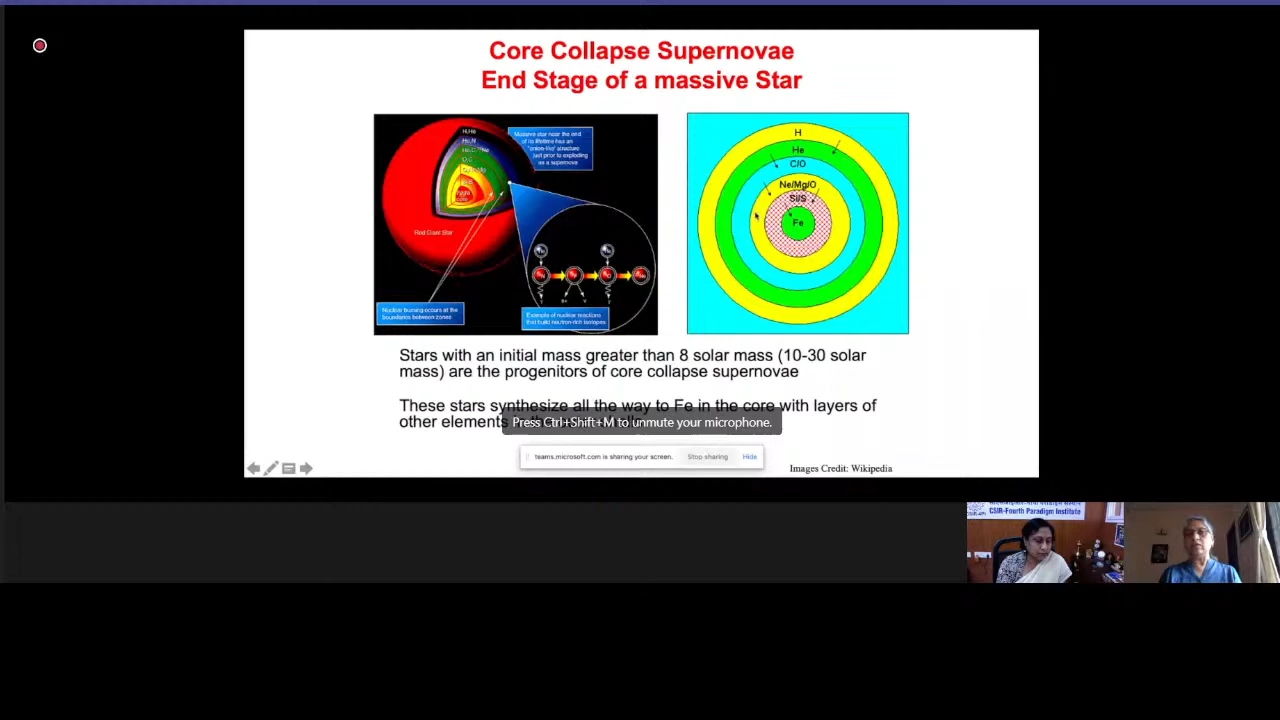 Core Collapse Supernovae
End Stage of a massive Star
H,He
He,N
O,C
Massive star near the end
of its lifetime has an
"onion-like" structure
just prior to exploding
as a supernova
Red Giant Star
Nuclear burning occurs at the
boundaries between zones
Example of nuclear reactions
that build neutron-rich isotopes
H
He
C/O
Ne/Mg/O
Si/S
Fe
Stars with an initial mass greater than 8 solar mass (10-30 solar
mass) are the progenitors of core collapse supernovae
These stars synthesize all the way to Fe in the core with layers of
other elements
Press Ctrl+Shift+M to unmute your microphone.
teams.microsoft.com is sharing your screen. Stop sharing Hide
Images Credit: Wikipedia
CSIR-Fourth Paradigm Institute